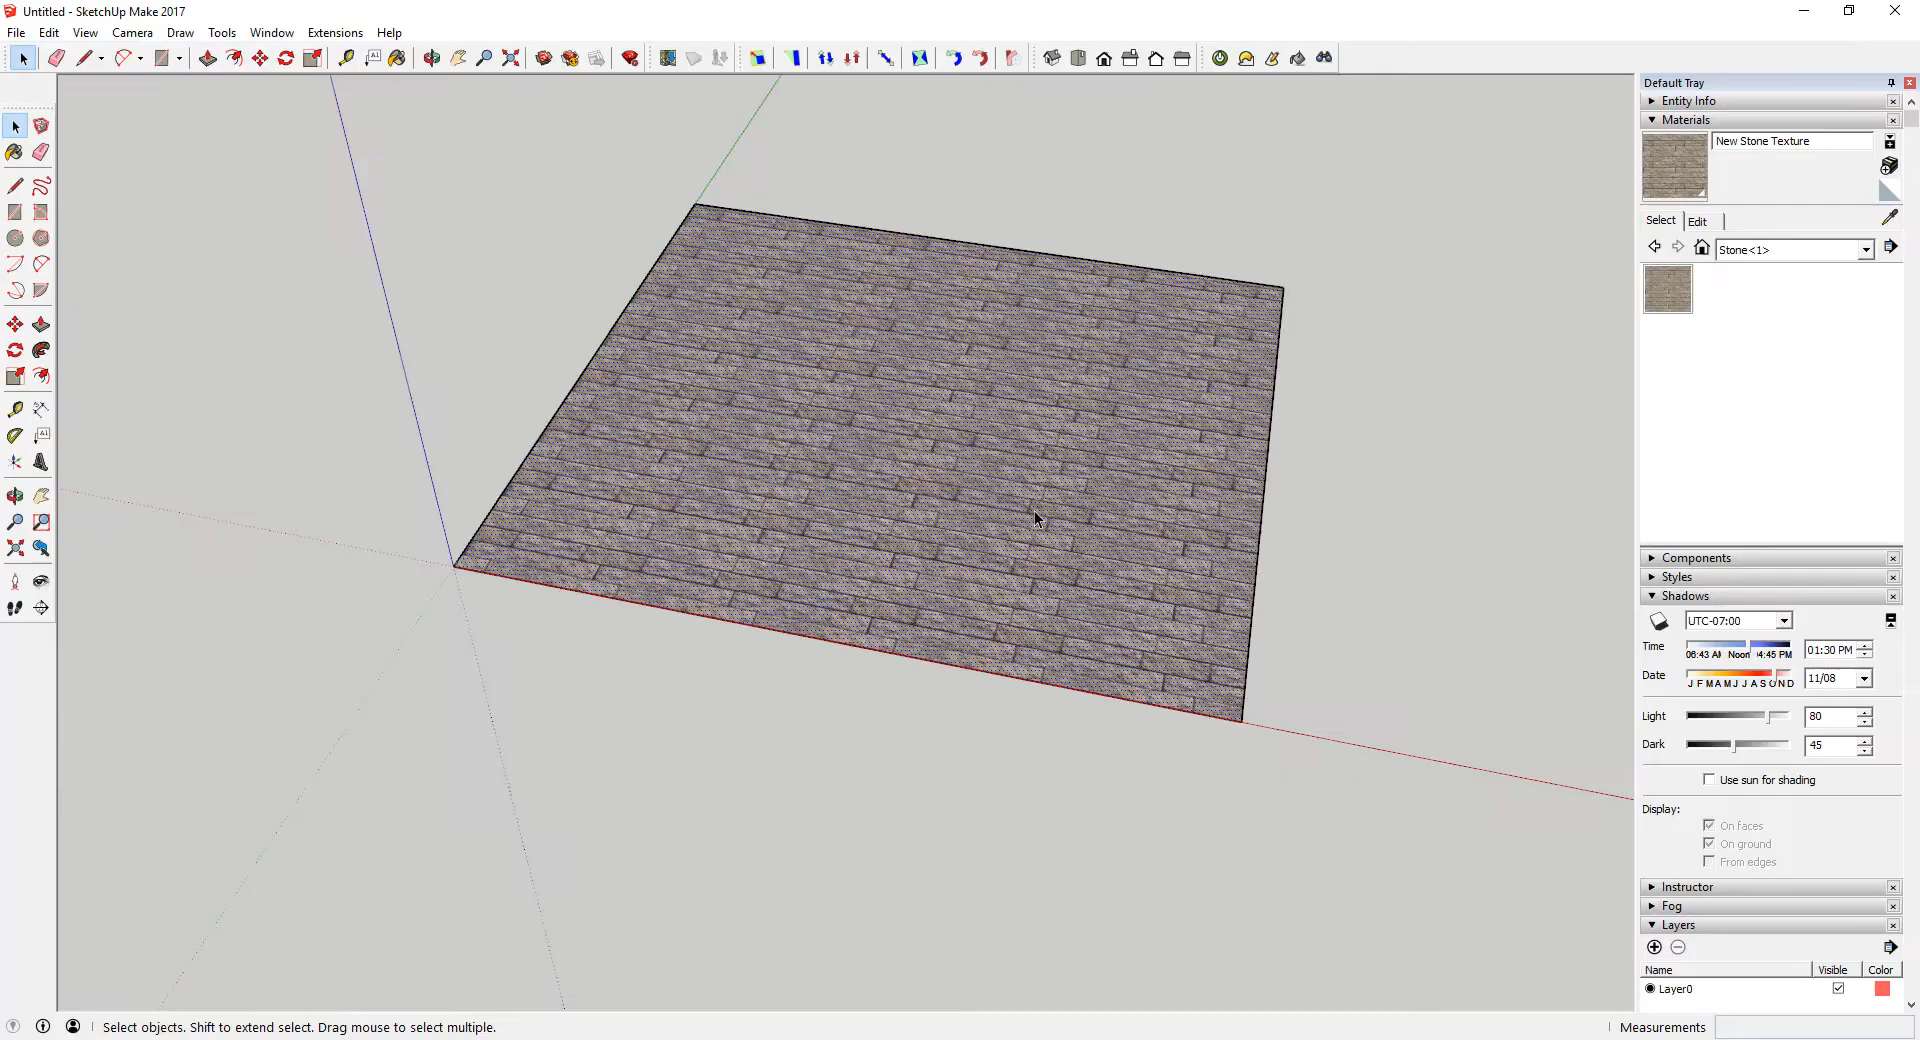 Untitled - SketchUp Make 2017
File Edit View Camera Draw Tools Window Extensions Help
Default Tray
Entity Info
Materials
New Stone Texture
Select Edit
Stone<1>
Components
Styles
Shadows
UTC-07:00
Time 06:43 AM Noon 4:45 PM 01:30 PM
Date J F M A M J J A S O N D 11/08
Light 80
Dark 45
Use sun for shading
Display:
On faces
On ground
From edges
Instructor
Fog
Layers
Name Visible Color
Layer0
Select objects. Shift to extend select. Drag mouse to select multiple.
Measurements